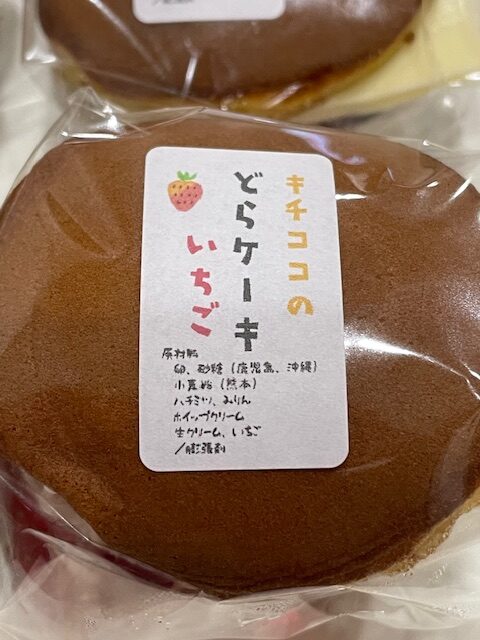 キチココの
どらケーキ
いちご
原材料
卵、砂糖（鹿児島、沖縄）
小麦粉（熊本）
ハチミツ、みりん
ホイップクリーム
生クリーム、いちご
／膨張剤